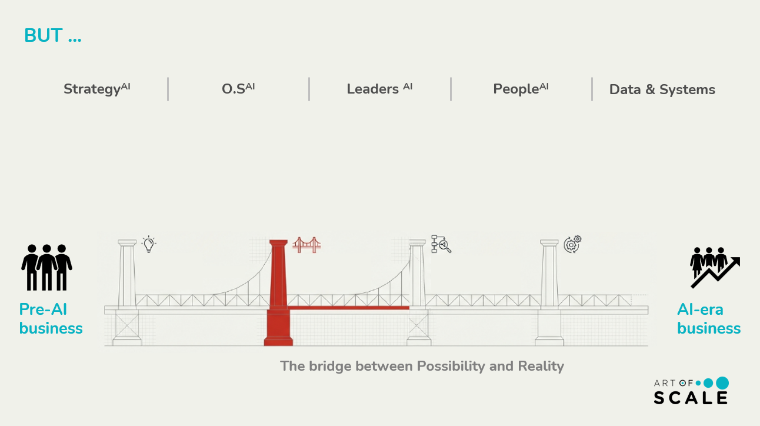 BUT ...
Strategyᴬᴵ
O.Sᴬᴵ
Leaders ᴬᴵ
Peopleᴬᴵ
Data & Systems
Pre-AI
business
AI-era
business
The bridge between Possibility and Reality
ART OF
SCALE